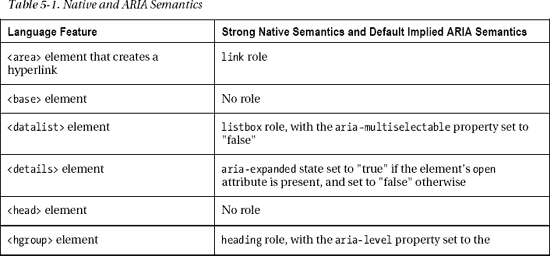 Table 5-1. Native and ARIA Semantics
Language Feature
Strong Native Semantics and Default Implied ARIA Semantics
<area> element that creates a
hyperlink
link role
<base> element
No role
<datalist> element
listbox role, with the aria-multiselectable property set to
"false"
<details> element
aria-expanded state set to "true" if the element's open
attribute is present, and set to "false" otherwise
<head> element
No role
<hgroup> element
heading role, with the aria-level property set to the